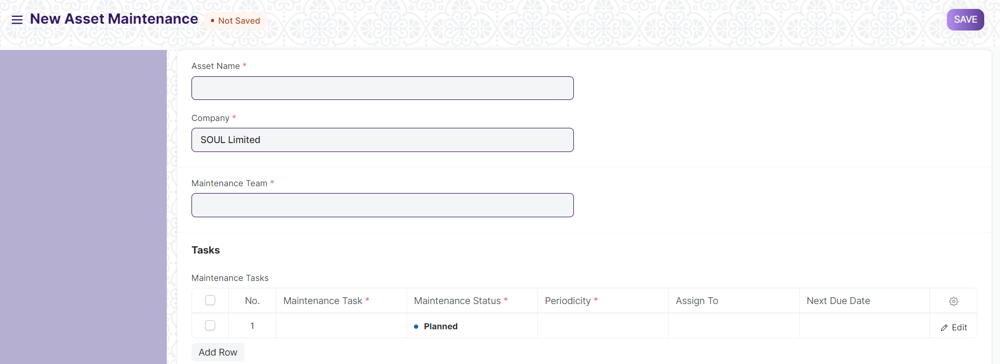 New Asset Maintenance • Not Saved SAVE
Asset Name *
Company *
SOUL Limited
Maintenance Team *
Tasks
Maintenance Tasks
No. Maintenance Task * Maintenance Status * Periodicity * Assign To Next Due Date
1 • Planned Edit
Add Row